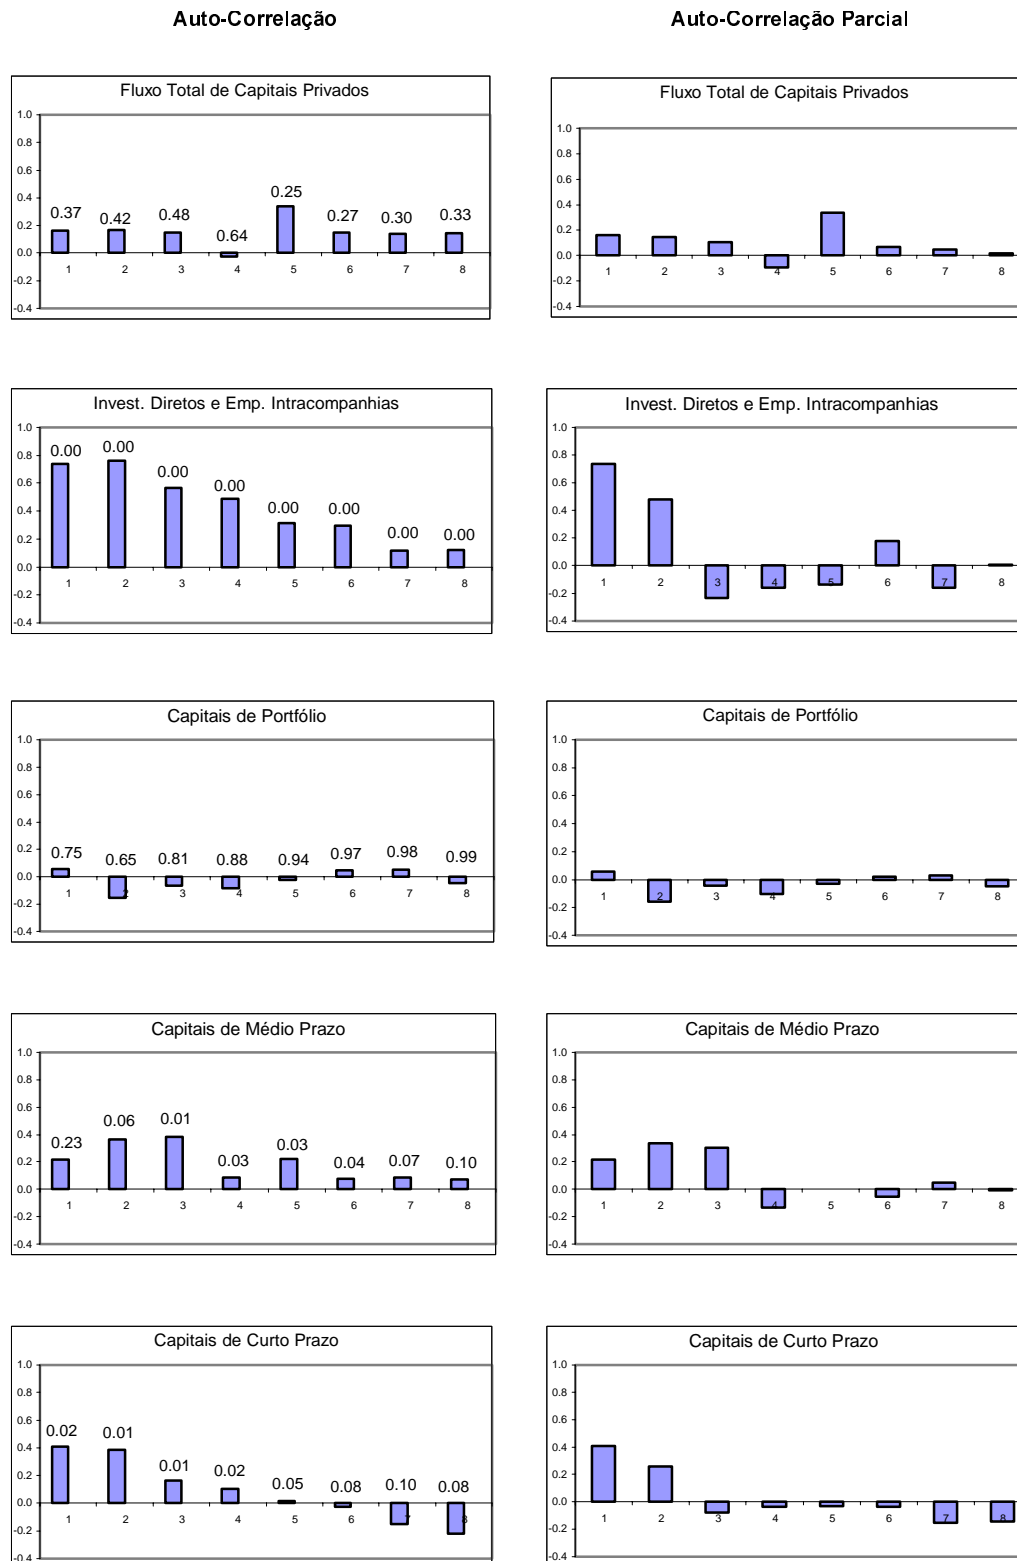 Auto-Correlação
Auto-Correlação Parcial
Fluxo Total de Capitais Privados
1.0
0.8
0.6
0.4
0.2
0.0
-0.2
-0.4
0.37 0.42 0.48 0.64 0.25 0.27 0.30 0.33
1 2 3 4 5 6 7 8
Fluxo Total de Capitais Privados
1.0
0.8
0.6
0.4
0.2
0.0
-0.2
-0.4
1 2 3 4 5 6 7 8
Invest. Diretos e Emp. Intracompanhias
1.0
0.8
0.6
0.4
0.2
0.0
-0.2
-0.4
0.00 0.00 0.00 0.00 0.00 0.00 0.00 0.00
1 2 3 4 5 6 7 8
Invest. Diretos e Emp. Intracompanhias
1.0
0.8
0.6
0.4
0.2
0.0
-0.2
-0.4
1 2 3 4 5 6 7 8
Capitais de Portfólio
1.0
0.8
0.6
0.4
0.2
0.0
-0.2
-0.4
0.75 0.65 0.81 0.88 0.94 0.97 0.98 0.99
1 2 3 4 5 6 7 8
Capitais de Portfólio
1.0
0.8
0.6
0.4
0.2
0.0
-0.2
-0.4
1 2 3 4 5 6 7 8
Capitais de Médio Prazo
1.0
0.8
0.6
0.4
0.2
0.0
-0.2
-0.4
0.23 0.06 0.01 0.03 0.03 0.04 0.07 0.10
1 2 3 4 5 6 7 8
Capitais de Médio Prazo
1.0
0.8
0.6
0.4
0.2
0.0
-0.2
-0.4
1 2 3 4 5 6 7 8
Capitais de Curto Prazo
1.0
0.8
0.6
0.4
0.2
0.0
-0.2
-0.4
0.02 0.01 0.01 0.02 0.05 0.08 0.10 0.08
1 2 3 4 5 6 7 8
Capitais de Curto Prazo
1.0
0.8
0.6
0.4
0.2
0.0
-0.2
-0.4
1 2 3 4 5 6 7 8